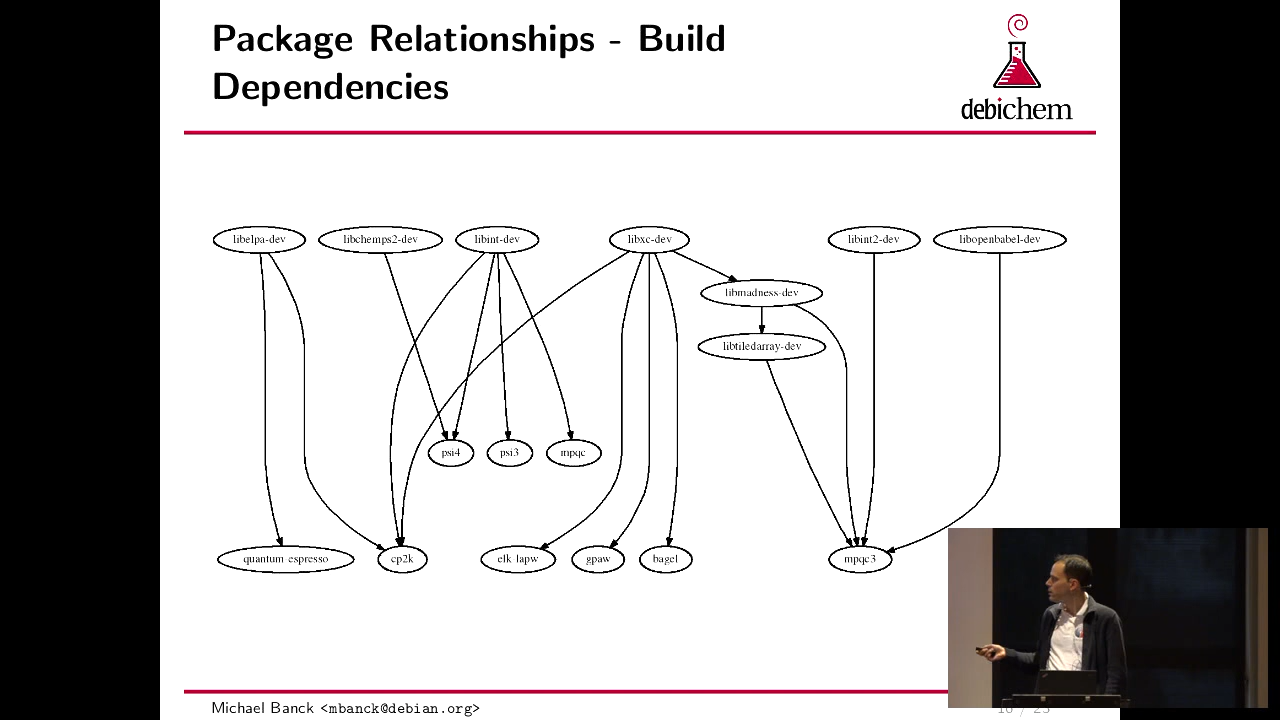 Package Relationships - Build
Dependencies
debichem
libelpa-dev
libchemps2-dev
libint-dev
libxc-dev
libint2-dev
libopenbabel-dev
libmadness-dev
libtiledarray-dev
psi4
psi3
mpqc
quantum espresso
cp2k
elk lapw
gpaw
bagel
mpqc3
Michael Banck <mbanck@debian.org>